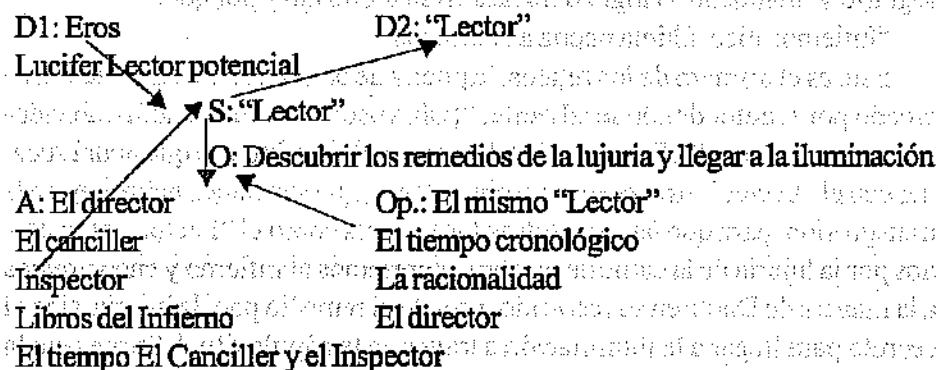 D1: Eros D2: “Lector”
Lucifer Lector potencial
S: “Lector”
O: Descubrir los remedios de la lujuria y llegar a la iluminación
A: El director Op.: El mismo “Lector”
El canciller El tiempo cronológico
Inspector La racionalidad
Libros del Infierno El director
El tiempo El Canciller y el Inspector